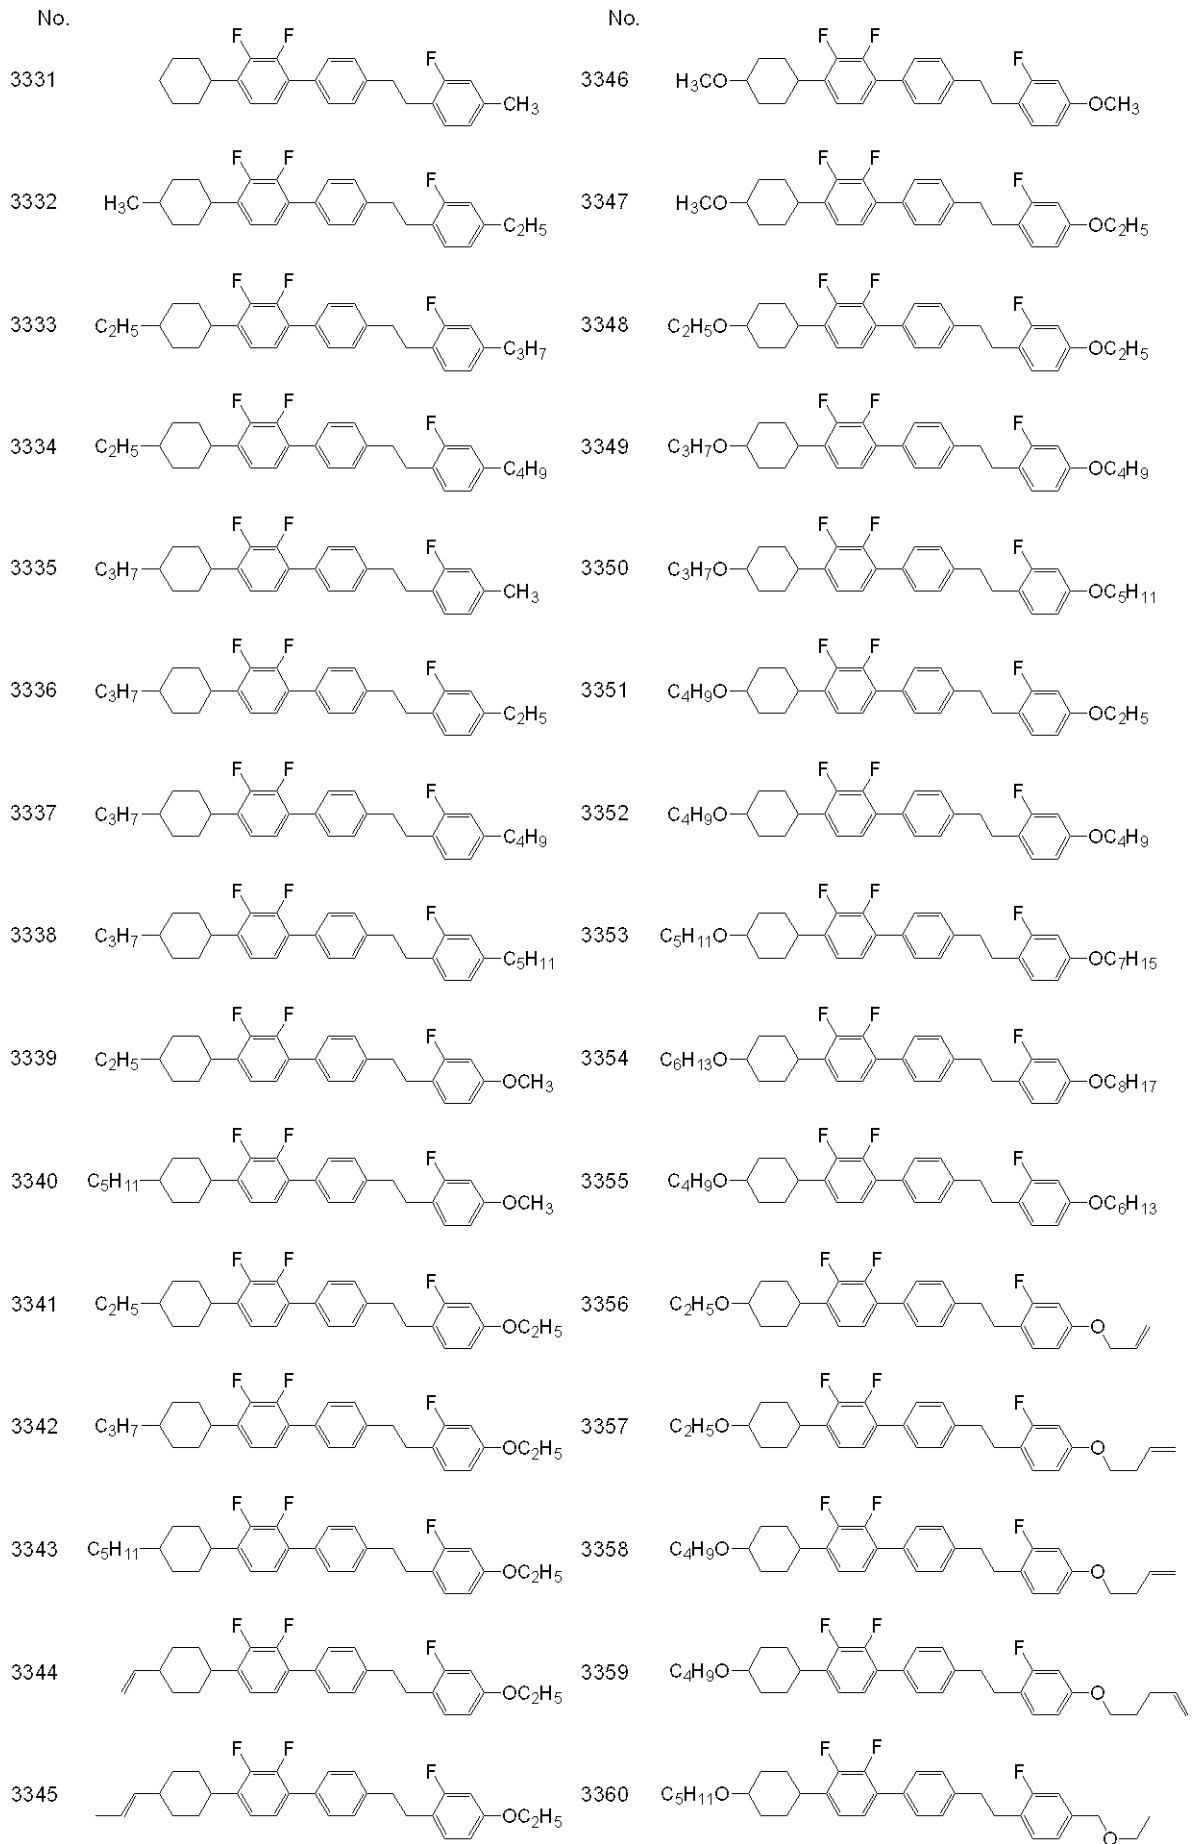 No.
F F
F
3331
CH3
F F
F
3332 H3C
C2H5
F F
F
3333 C2H5
C3H7
F F
F
3334 C2H5
C4H9
F F
F
3335 C3H7
CH3
F F
F
3336 C3H7
C2H5
F F
F
3337 C3H7
C4H9
F F
F
3338 C3H7
C5H11
F F
F
3339 C2H5
OCH3
F F
F
3340 C5H11
OCH3
F F
F
3341 C2H5
OC2H5
F F
F
3342 C3H7
OC2H5
F F
F
3343 C5H11
OC2H5
F F
F
3344
OC2H5
F F
F
3345
OC2H5
No.
F F
F
3346 H3CO
OCH3
F F
F
3347 H3CO
OC2H5
F F
F
3348 C2H5O
OC2H5
F F
F
3349 C3H7O
OC4H9
F F
F
3350 C3H7O
OC5H11
F F
F
3351 C4H9O
OC2H5
F F
F
3352 C4H9O
OC4H9
F F
F
3353 C5H11O
OC7H15
F F
F
3354 C6H13O
OC8H17
F F
F
3355 C4H9O
OC6H13
F F
F
3356 C2H5O
O
F F
F
3357 C2H5O
O
F F
F
3358 C4H9O
O
F F
F
3359 C4H9O
O
F F
F
3360 C5H11O
O